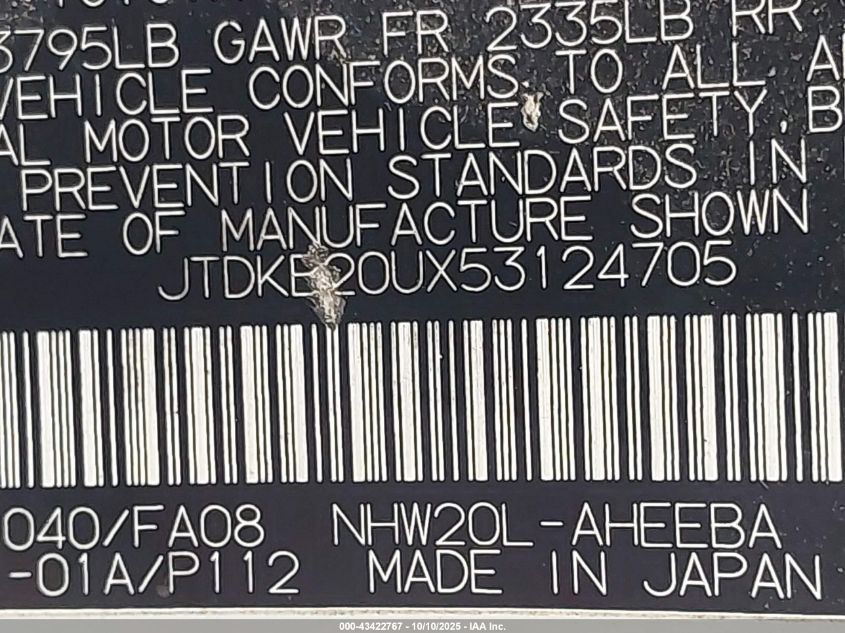 3795LB GAWR FR 2335LB RR
VEHICLE CONFORMS TO ALL A
AL MOTOR VEHICLE SAFETY, B
PREVENTION STANDARDS IN
ATE OF MANUFACTURE SHOWN
JTDKB20UX53124705
040/FA08 NHW20L-AHEEBA
-01A/P112 MADE IN JAPAN
000-43422767 - 10/10/2025 - IAA Inc.